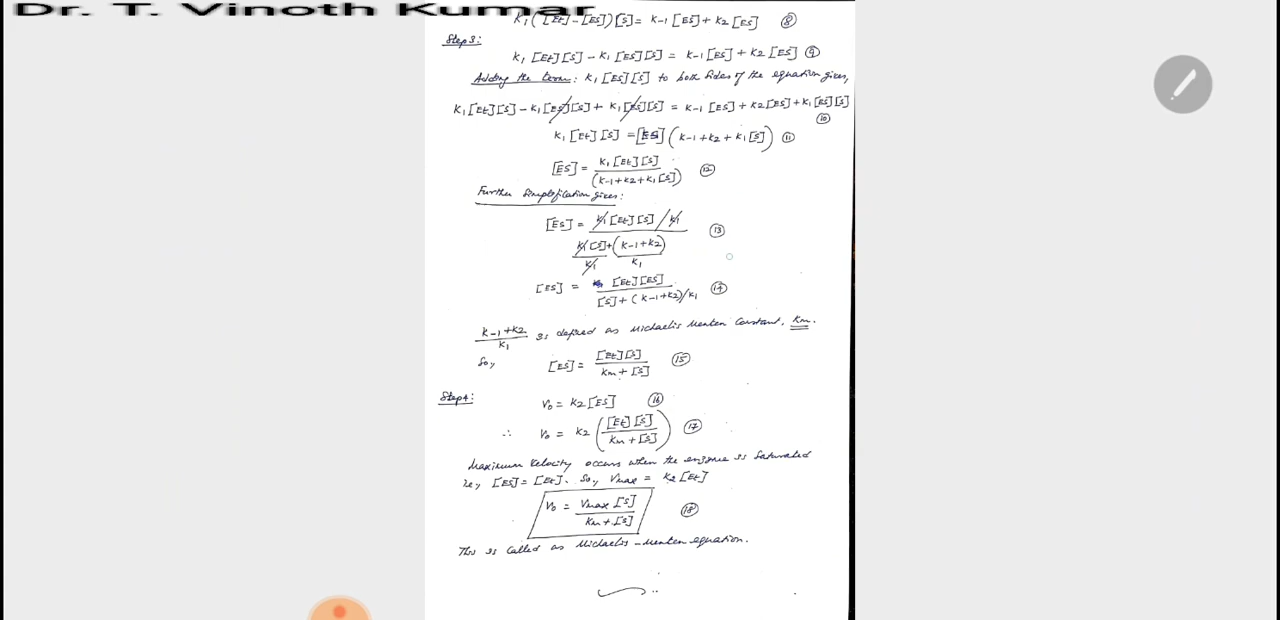 Dr. T. Vinoth Kumar
K1 ([Et] - [ES]) [S] = K-1 [ES] + K2 [ES] (8)
Step 3:
K1 [Et] [S] - K1 [ES] [S] = K-1 [ES] + K2 [ES] (9)
Adding the term: K1 [ES] [S] to both sides of the equation gives,
K1 [Et] [S] - K1 [ES] [S] + K1 [ES] [S] = K-1 [ES] + K2 [ES] + K1 [ES] [S]
(10)
K1 [Et] [S] = [ES] (K-1 + K2 + K1 [S]) (11)
[ES] = K1 [Et] [S] / (K-1 + K2 + K1 [S]) (12)
Further Simplification gives:
[ES] = K1 [Et] [S] / K1 / K1 [S] / K1 + (K-1 + K2) / K1 (13)
[ES] = [Et] [ES] / [S] + (K-1 + K2) / K1 (14)
K-1 + K2 / K1 is defined as Michaelis Menten Constant, Km.
So, [ES] = [Et] [S] / Km + [S] (15)
Step 4:
V0 = K2 [ES] (16)
∴ V0 = K2 ([Et] [S] / Km + [S]) (17)
Maximum Velocity occurs when the enzyme is Saturated
ie, [ES] = [Et]. So, Vmax = K2 [Et]
V0 = Vmax [S] / Km + [S] (18)
This is called as Michaelis - Menten equation.